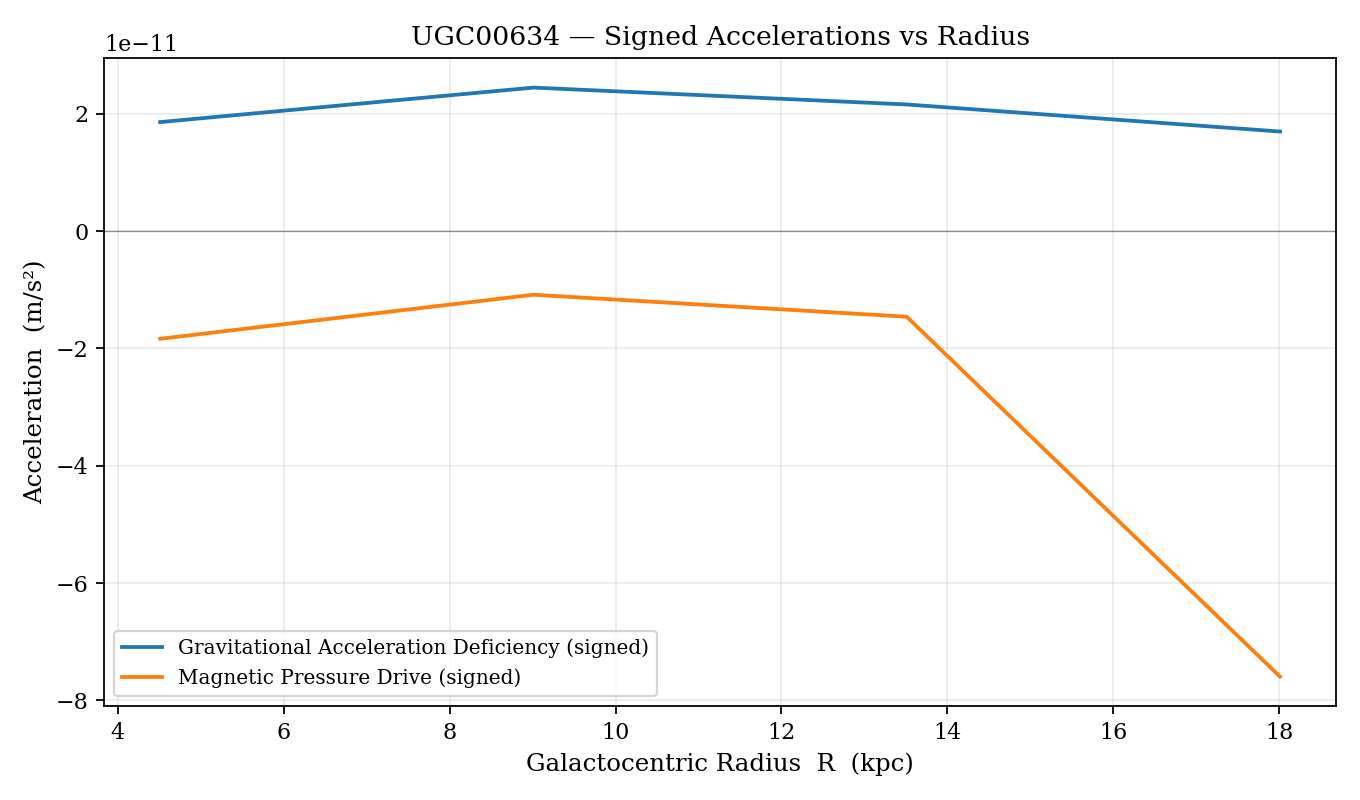 UGC00634 — Signed Accelerations vs Radius
1e−11
2
0
−2
−4
−6
−8
Acceleration (m/s²)
Gravitational Acceleration Deficiency (signed)
Magnetic Pressure Drive (signed)
4 6 8 10 12 14 16 18
Galactocentric Radius R (kpc)